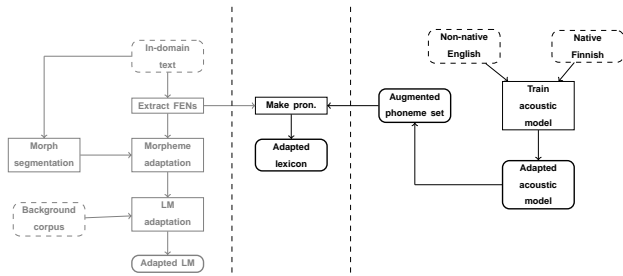 In-domain
text
Extract FENs
Morph
segmentation
Morpheme
adaptation
Background
corpus
LM
adaptation
Adapted LM
Make pron.
Adapted
lexicon
Non-native
English
Native
Finnish
Augmented
phoneme set
Train
acoustic
model
Adapted
acoustic
model